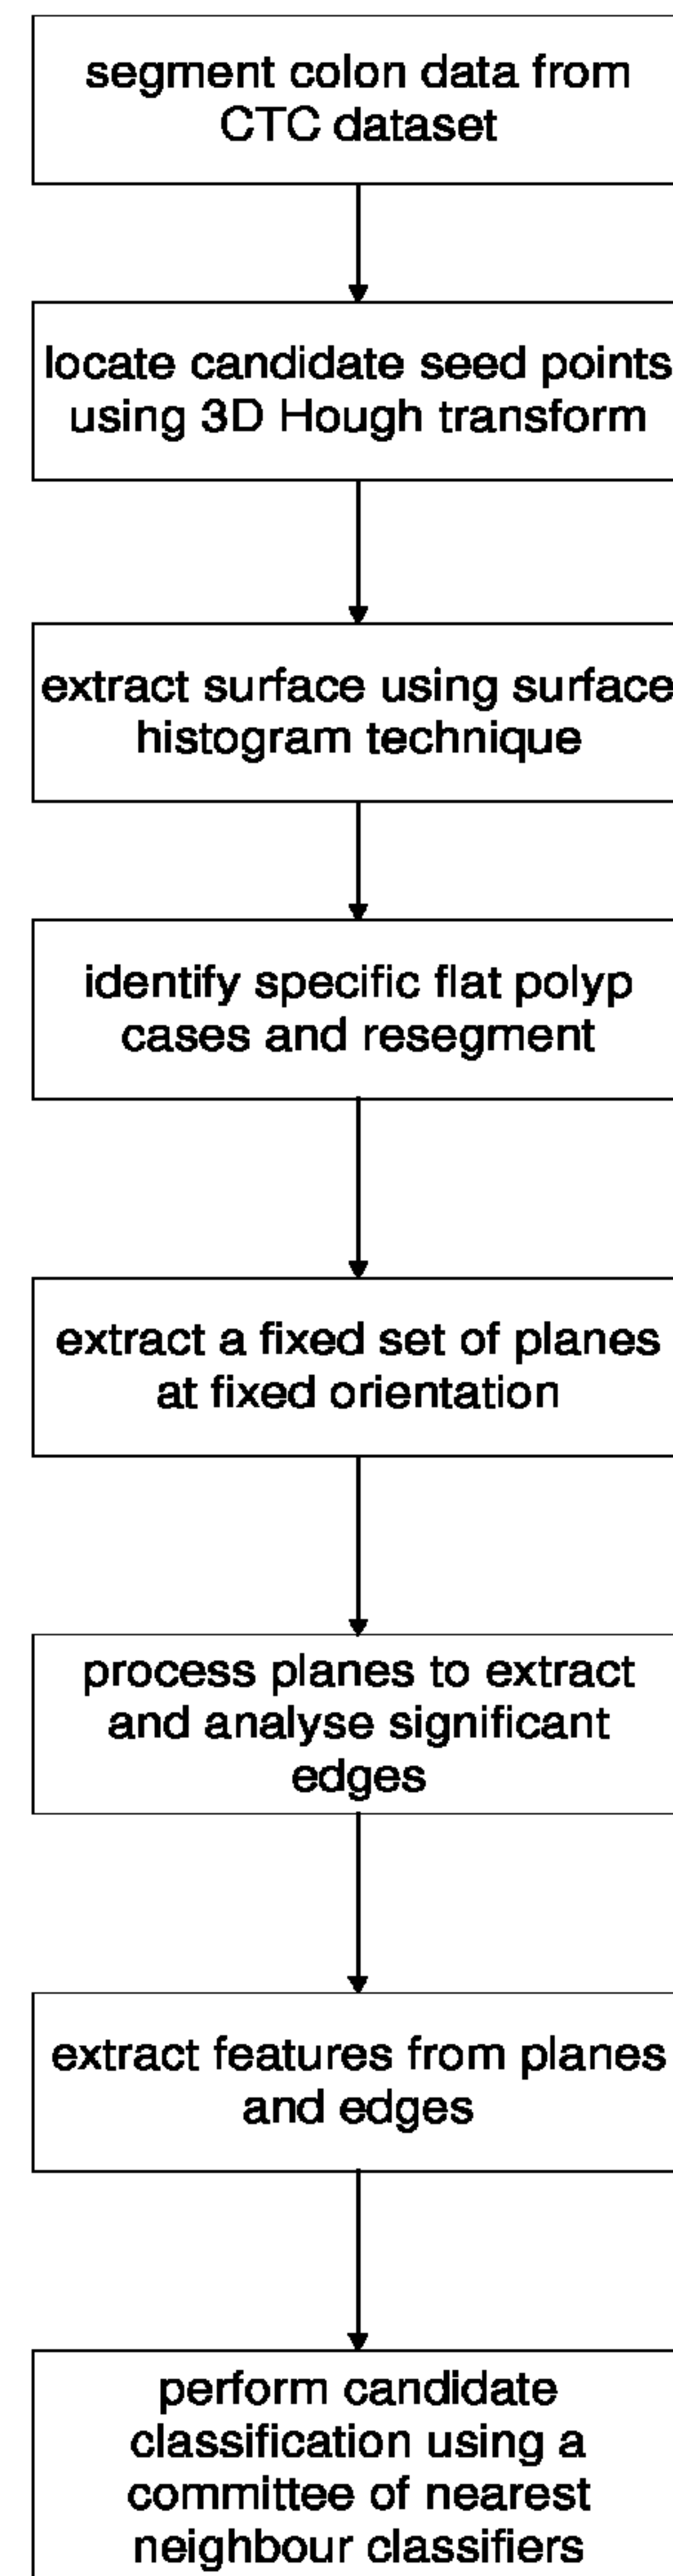 segment colon data from
CTC dataset
locate candidate seed points
using 3D Hough transform
extract surface using surface
histogram technique
identify specific flat polyp
cases and resegment
extract a fixed set of planes
at fixed orientation
process planes to extract
and analyse significant
edges
extract features from planes
and edges
perform candidate
classification using a
committee of nearest
neighbour classifiers